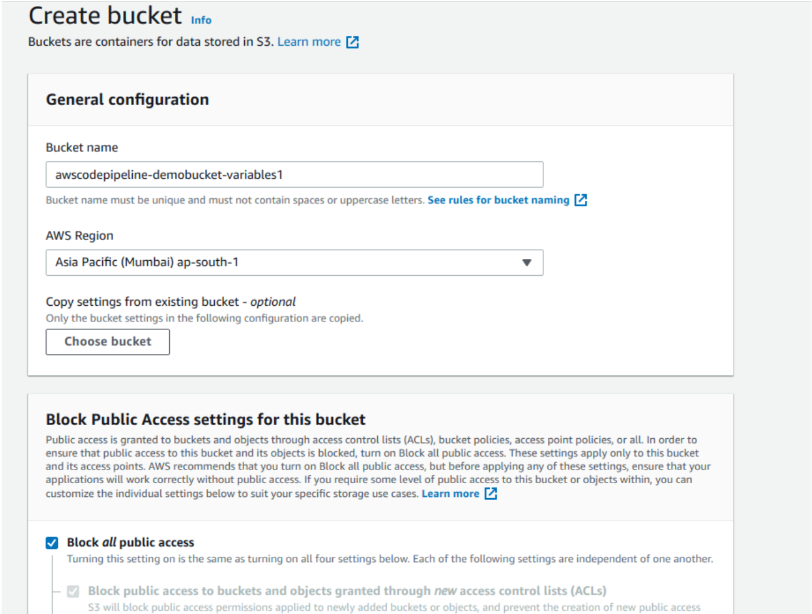 Create bucket Info
Buckets are containers for data stored in S3. Learn more
General configuration
Bucket name
awscodepipeline-demobucket-variables1
Bucket name must be unique and must not contain spaces or uppercase letters. See rules for bucket naming
AWS Region
Asia Pacific (Mumbai) ap-south-1
Copy settings from existing bucket - optional
Only the bucket settings in the following configuration are copied.
Choose bucket
Block Public Access settings for this bucket
Public access is granted to buckets and objects through access control lists (ACLs), bucket policies, access point policies, or all. In order to
ensure that public access to this bucket and its objects is blocked, turn on Block all public access. These settings apply only to this bucket
and its access points. AWS recommends that you turn on Block all public access, but before applying any of these settings, ensure that your
applications will work correctly without public access. If you require some level of public access to this bucket or objects within, you can
customize the individual settings below to suit your specific storage use cases. Learn more
Block all public access
Turning this setting on is the same as turning on all four settings below. Each of the following settings are independent of one another.
Block public access to buckets and objects granted through new access control lists (ACLs)
S3 will block public access permissions applied to newly added buckets or objects, and prevent the creation of new public access